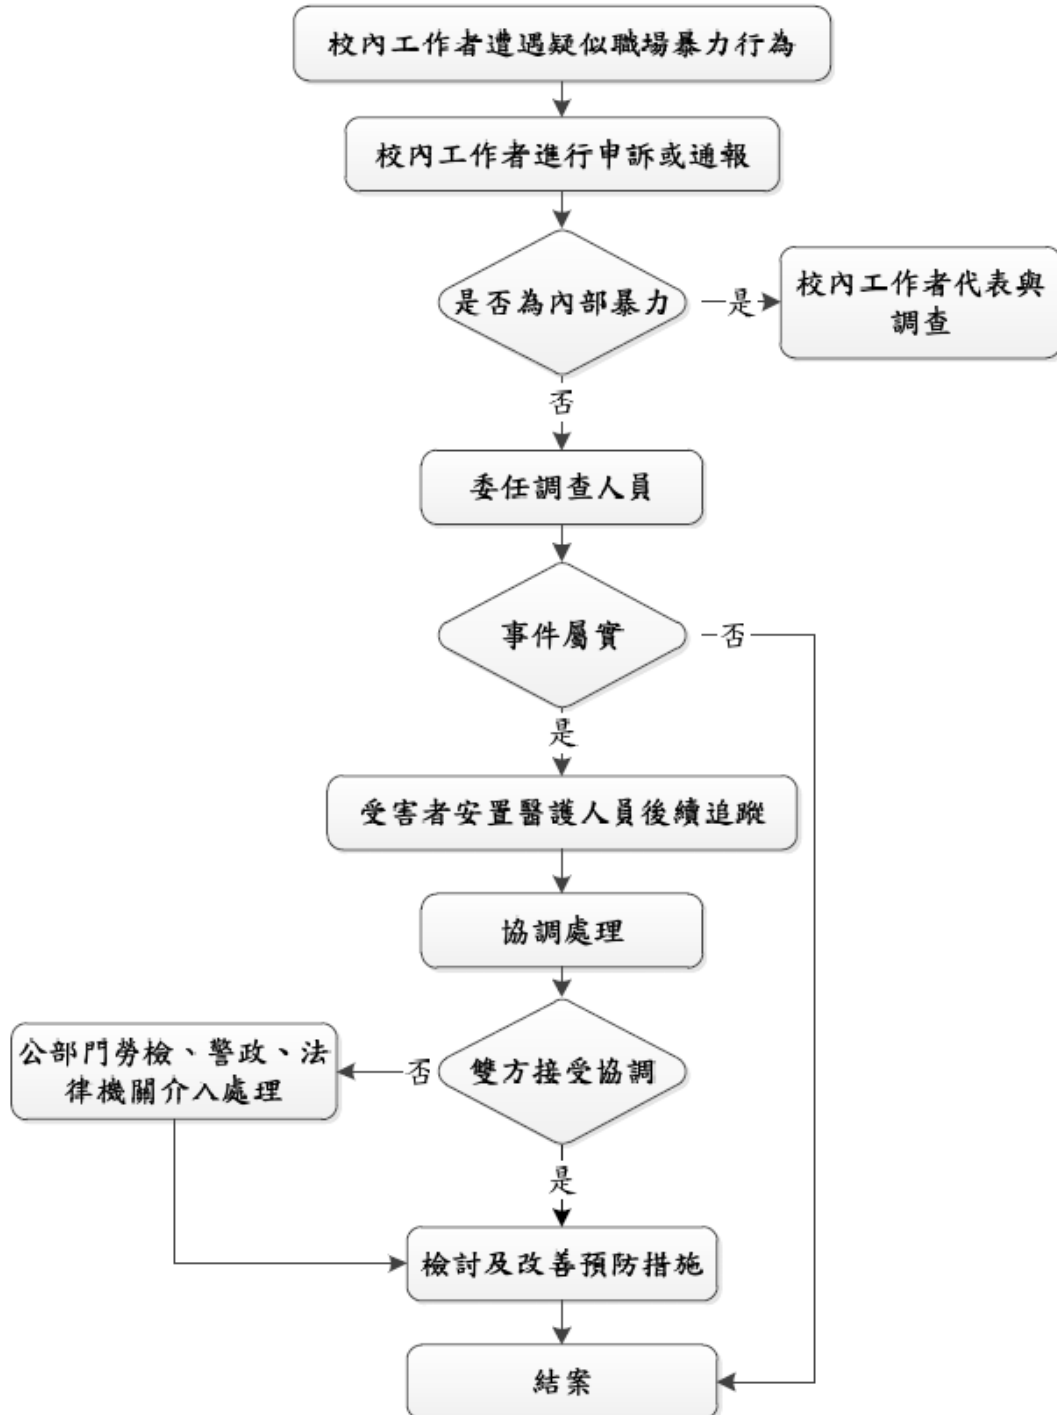 校內工作者遭遇疑似職場暴力行為
校內工作者進行申訴或通報
是否為內部暴力
是
校內工作者代表與
調查
否
委任調查人員
事件屬實
否
是
受害者安置醫護人員後續追蹤
協調處理
公部門勞檢、警政、法
律機關介入處理
否
雙方接受協調
是
檢討及改善預防措施
結案